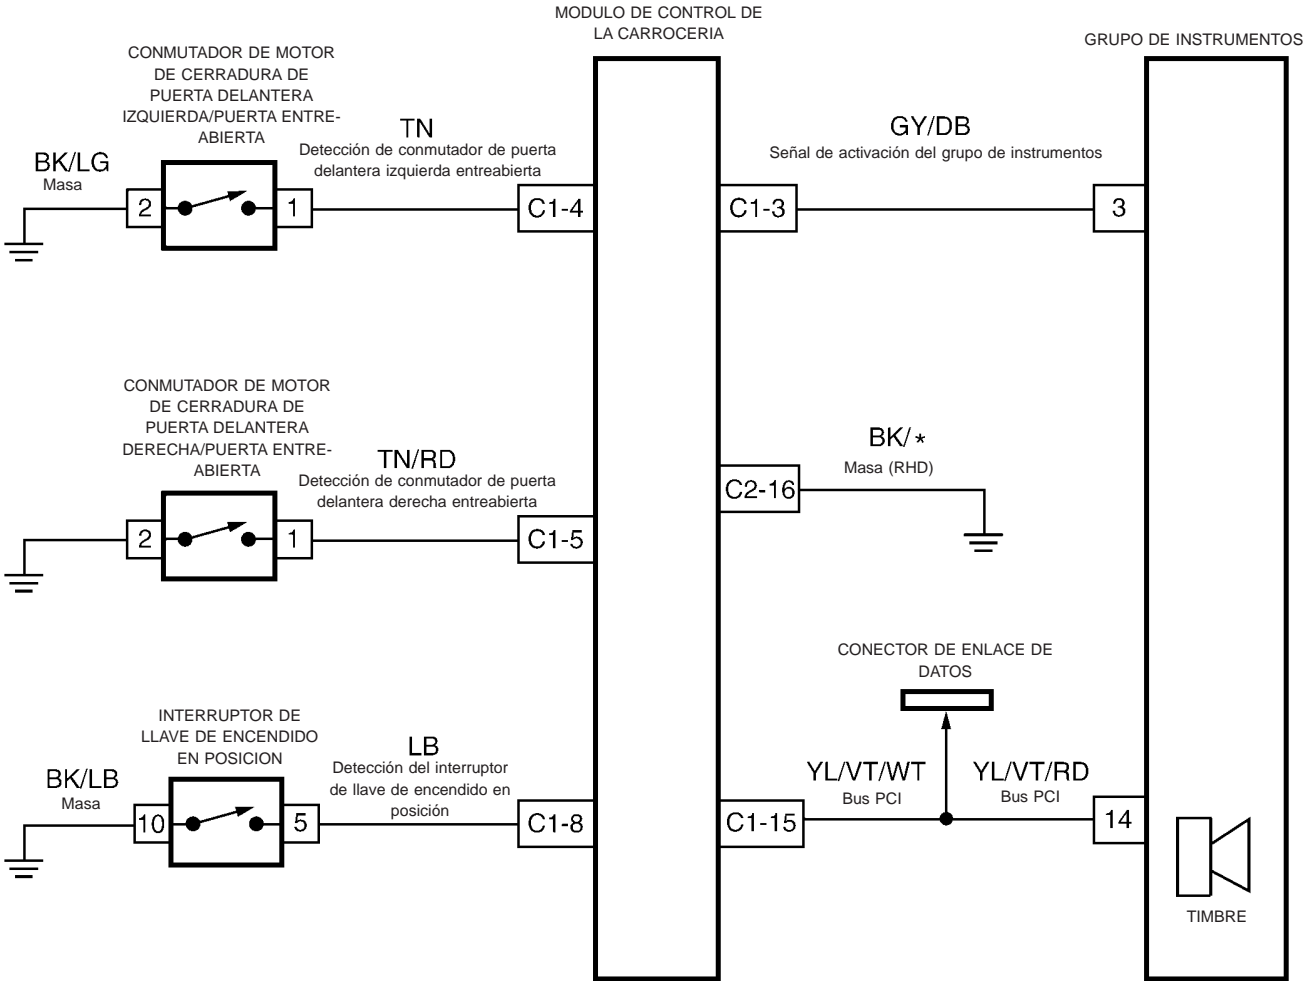 MODULO DE CONTROL DE
LA CARROCERIA
GRUPO DE INSTRUMENTOS
CONMUTADOR DE MOTOR
DE CERRADURA DE
PUERTA DELANTERA
IZQUIERDA/PUERTA ENTRE-
ABIERTA
TN
Detección de conmutador de puerta
delantera izquierda entreabierta
BK/LG
Masa
2
1
C1-4
C1-3
GY/DB
Señal de activación del grupo de instrumentos
3
CONMUTADOR DE MOTOR
DE CERRADURA DE
PUERTA DELANTERA
DERECHA/PUERTA ENTRE-
ABIERTA
TN/RD
Detección de conmutador de puerta
delantera derecha entreabierta
2
1
C1-5
BK/*
Masa (RHD)
C2-16
CONECTOR DE ENLACE DE
DATOS
INTERRUPTOR DE
LLAVE DE ENCENDIDO
EN POSICION
LB
Detección del interruptor
de llave de encendido en
posición
BK/LB
Masa
10
5
C1-8
C1-15
YL/VT/WT
Bus PCI
YL/VT/RD
Bus PCI
14
TIMBRE